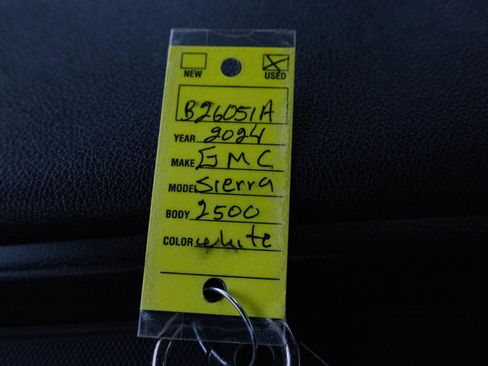 NEW USED
B26051A
YEAR 2024
MAKE GMC
MODEL Sierra
BODY 2500
COLOR white